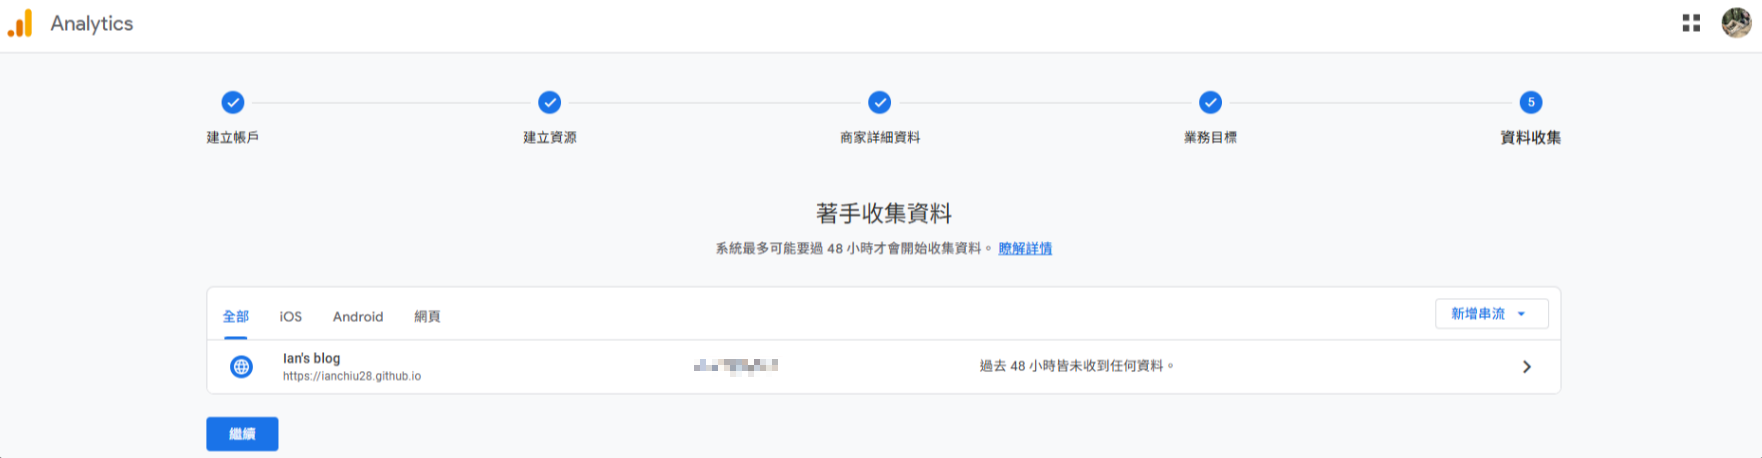 Analytics
建立帳戶
建立資源
商家詳細資料
業務目標
5
資料收集
著手收集資料
系統最多可能要過 48 小時才會開始收集資料。瞭解詳情
全部 iOS Android 網頁
新增串流
Ian's blog
https://ianchiu28.github.io
過去 48 小時皆未收到任何資料。
繼續